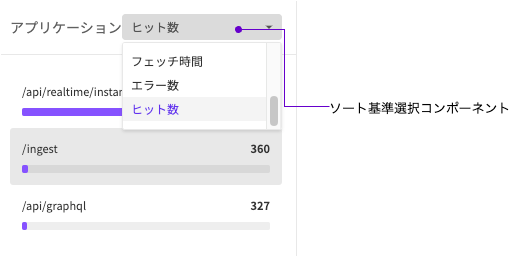 アプリケーション ヒット数
フェッチ時間
エラー数
ヒット数
/api/realtime/instan
ソート基準選択コンポーネント
/ingest 360
/api/graphql 327